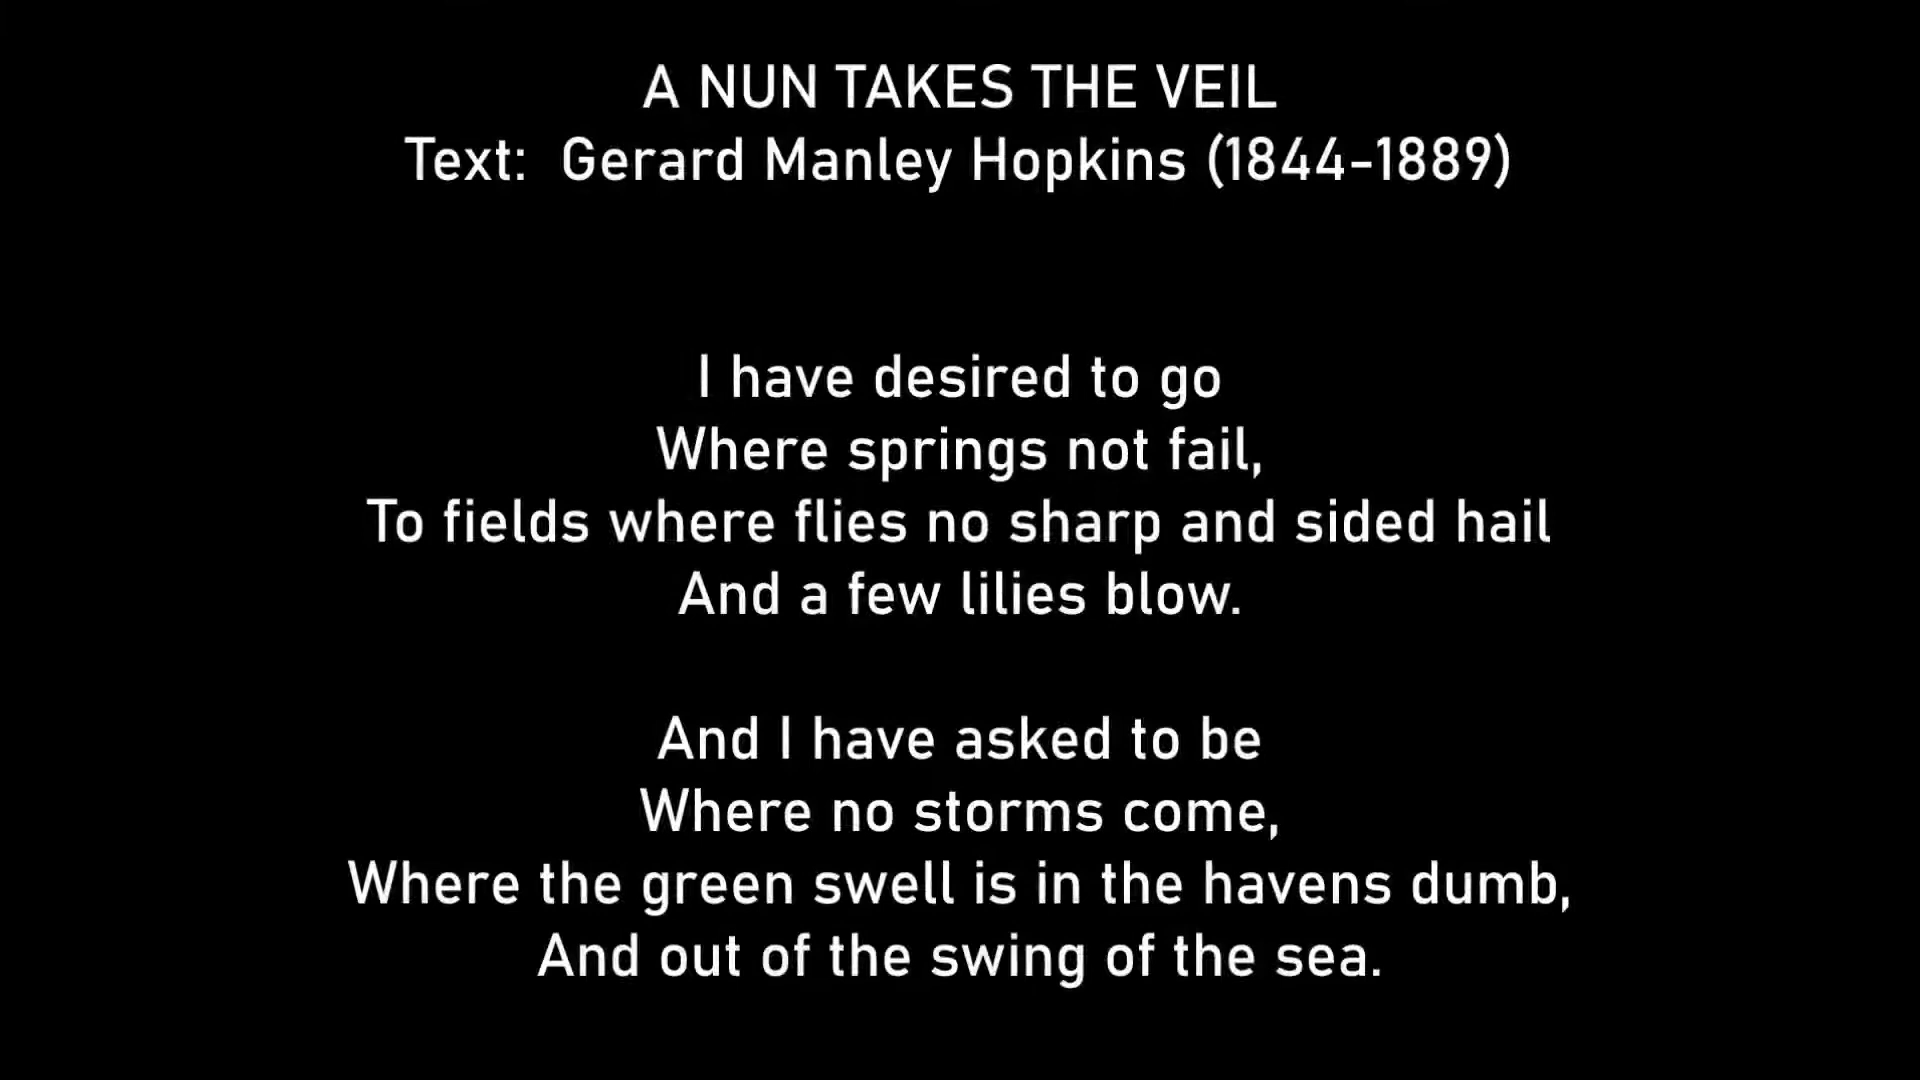 A NUN TAKES THE VEIL
Text:  Gerard Manley Hopkins (1844-1889)
I have desired to go
Where springs not fail,
To fields where flies no sharp and sided hail
And a few lilies blow.
And I have asked to be
Where no storms come,
Where the green swell is in the havens dumb,
And out of the swing of the sea.